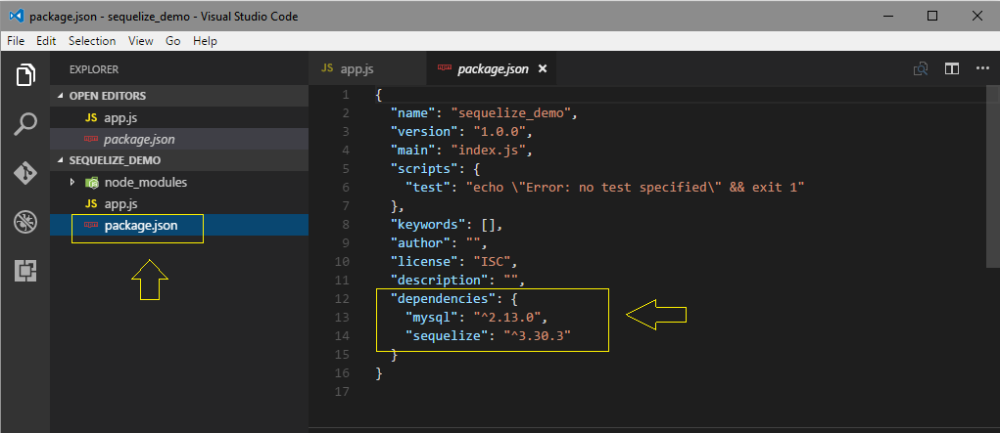 package.json - sequelize_demo - Visual Studio Code
File Edit Selection View Go Help
EXPLORER
OPEN EDITORS
JS app.js
package.json
SEQUELIZE_DEMO
node_modules
JS app.js
package.json
JS app.js package.json
1 {
2 "name": "sequelize_demo",
3 "version": "1.0.0",
4 "main": "index.js",
5 "scripts": {
6 "test": "echo \"Error: no test specified\" && exit 1"
7 },
8 "keywords": [],
9 "author": "",
10 "license": "ISC",
11 "description": "",
12 "dependencies": {
13 "mysql": "^2.13.0",
14 "sequelize": "^3.30.3"
15 }
16 }
17